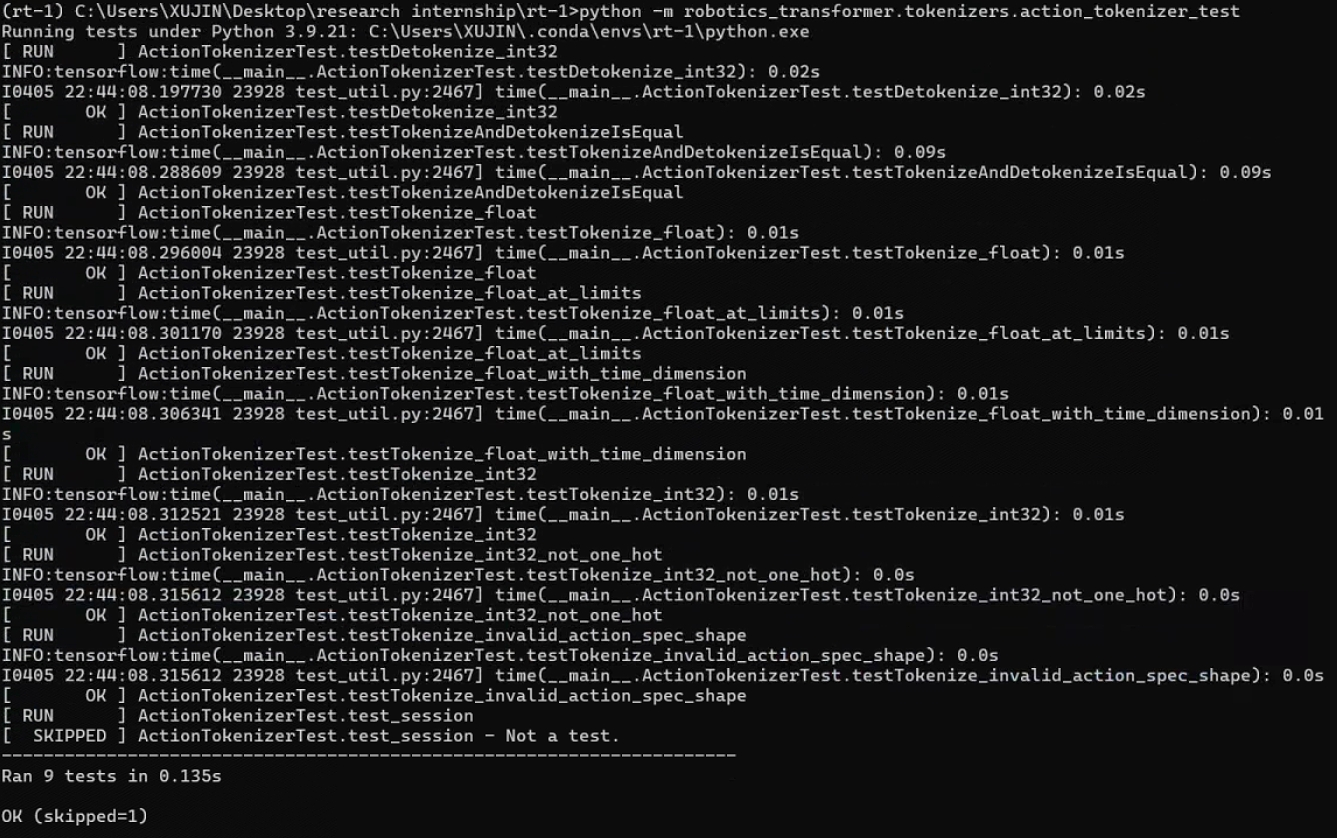 (rt-1) C:\Users\XUJIN\Desktop\research internship\rt-1>python -m robotics_transformer.tokenizers.action_tokenizer_test
Running tests under Python 3.9.21: C:\Users\XUJIN\.conda\envs\rt-1\python.exe
[ RUN      ] ActionTokenizerTest.testDetokenize_int32
INFO:tensorflow:time(__main__.ActionTokenizerTest.testDetokenize_int32): 0.02s
I0405 22:44:08.197730 23928 test_util.py:2467] time(__main__.ActionTokenizerTest.testDetokenize_int32): 0.02s
[       OK ] ActionTokenizerTest.testDetokenize_int32
[ RUN      ] ActionTokenizerTest.testTokenizeAndDetokenizeIsEqual
INFO:tensorflow:time(__main__.ActionTokenizerTest.testTokenizeAndDetokenizeIsEqual): 0.09s
I0405 22:44:08.288609 23928 test_util.py:2467] time(__main__.ActionTokenizerTest.testTokenizeAndDetokenizeIsEqual): 0.09s
[       OK ] ActionTokenizerTest.testTokenizeAndDetokenizeIsEqual
[ RUN      ] ActionTokenizerTest.testTokenize_float
INFO:tensorflow:time(__main__.ActionTokenizerTest.testTokenize_float): 0.01s
I0405 22:44:08.296004 23928 test_util.py:2467] time(__main__.ActionTokenizerTest.testTokenize_float): 0.01s
[       OK ] ActionTokenizerTest.testTokenize_float
[ RUN      ] ActionTokenizerTest.testTokenize_float_at_limits
INFO:tensorflow:time(__main__.ActionTokenizerTest.testTokenize_float_at_limits): 0.01s
I0405 22:44:08.301170 23928 test_util.py:2467] time(__main__.ActionTokenizerTest.testTokenize_float_at_limits): 0.01s
[       OK ] ActionTokenizerTest.testTokenize_float_at_limits
[ RUN      ] ActionTokenizerTest.testTokenize_float_with_time_dimension
INFO:tensorflow:time(__main__.ActionTokenizerTest.testTokenize_float_with_time_dimension): 0.01s
I0405 22:44:08.306341 23928 test_util.py:2467] time(__main__.ActionTokenizerTest.testTokenize_float_with_time_dimension): 0.01
s
[       OK ] ActionTokenizerTest.testTokenize_float_with_time_dimension
[ RUN      ] ActionTokenizerTest.testTokenize_int32
INFO:tensorflow:time(__main__.ActionTokenizerTest.testTokenize_int32): 0.01s
I0405 22:44:08.312521 23928 test_util.py:2467] time(__main__.ActionTokenizerTest.testTokenize_int32): 0.01s
[       OK ] ActionTokenizerTest.testTokenize_int32
[ RUN      ] ActionTokenizerTest.testTokenize_int32_not_one_hot
INFO:tensorflow:time(__main__.ActionTokenizerTest.testTokenize_int32_not_one_hot): 0.0s
I0405 22:44:08.315612 23928 test_util.py:2467] time(__main__.ActionTokenizerTest.testTokenize_int32_not_one_hot): 0.0s
[       OK ] ActionTokenizerTest.testTokenize_int32_not_one_hot
[ RUN      ] ActionTokenizerTest.testTokenize_invalid_action_spec_shape
INFO:tensorflow:time(__main__.ActionTokenizerTest.testTokenize_invalid_action_spec_shape): 0.0s
I0405 22:44:08.315612 23928 test_util.py:2467] time(__main__.ActionTokenizerTest.testTokenize_invalid_action_spec_shape): 0.0s
[       OK ] ActionTokenizerTest.testTokenize_invalid_action_spec_shape
[ RUN      ] ActionTokenizerTest.test_session
[  SKIPPED ] ActionTokenizerTest.test_session - Not a test.
----------------------------------------------------------------------
Ran 9 tests in 0.135s
OK (skipped=1)